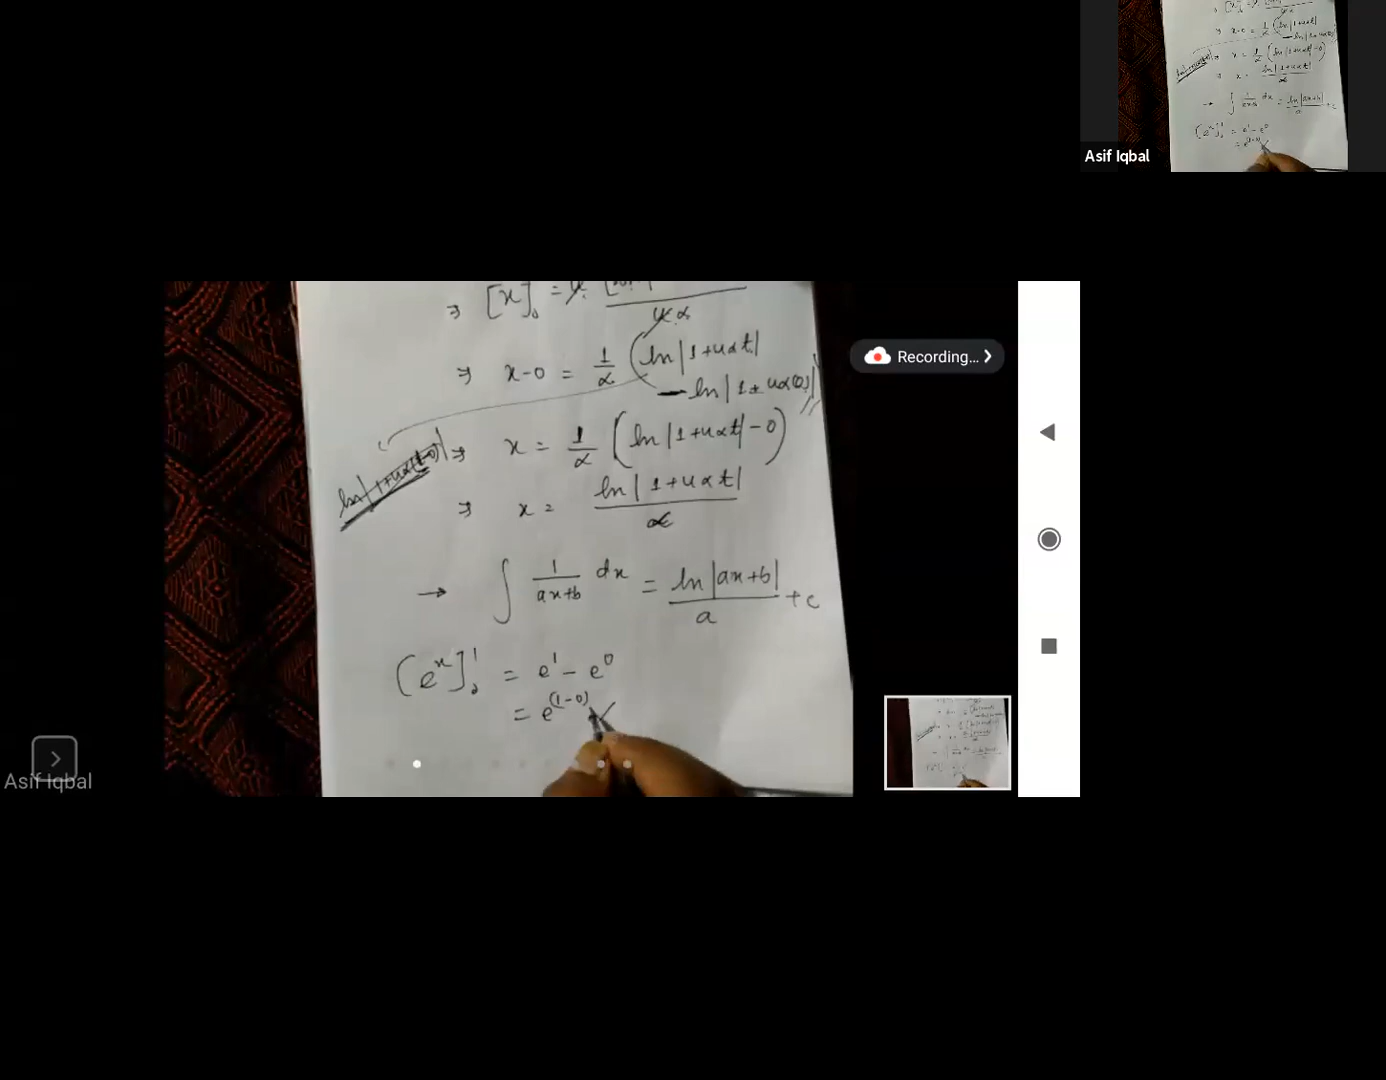 ⇒ [x]₀ = u.
u α
⇒ x-0 = 1/α (ln|1+uαt|
- ln|1+uα(0)|)
⇒ x = 1/α (ln|1+uαt| - 0)
⇒ x = ln|1+uαt| / α
→ ∫ 1/(ax+b) dx = ln|ax+b| / a + c
[eˣ]₀¹ = e¹ - e⁰
= e⁽¹⁻⁰⁾
Recording...
Asif Iqbal
Asif Iqbal